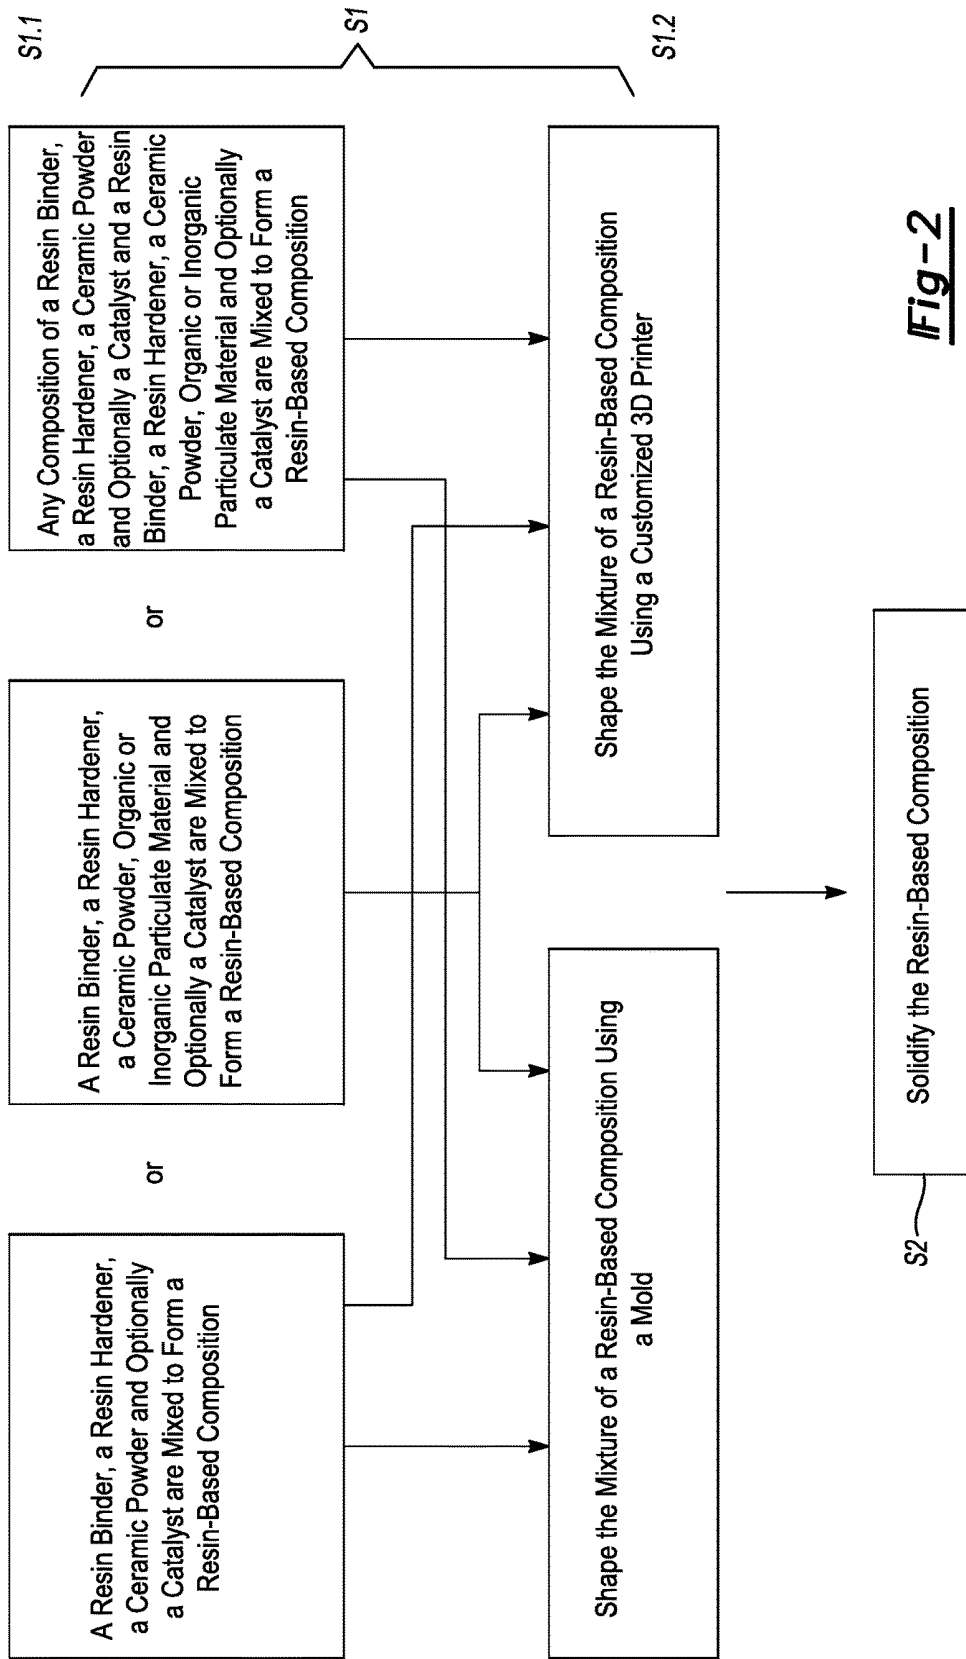 A Resin Binder, a Resin Hardener,
a Ceramic Powder and Optionally
a Catalyst are Mixed to Form a
Resin-Based Composition
or
A Resin Binder, a Resin Hardener,
a Ceramic Powder, Organic or
Inorganic Particulate Material and
Optionally a Catalyst are Mixed to
Form a Resin-Based Composition
or
Any Composition of a Resin Binder,
a Resin Hardener, a Ceramic Powder
and Optionally a Catalyst and a Resin
Binder, a Resin Hardener, a Ceramic
Powder, Organic or Inorganic
Particulate Material and Optionally
a Catalyst are Mixed to Form a
Resin-Based Composition
S1.1
S1
Shape the Mixture of a Resin-Based Composition Using
a Mold
Shape the Mixture of a Resin-Based Composition
Using a Customized 3D Printer
S1.2
S2
Solidify the Resin-Based Composition
Fig-2